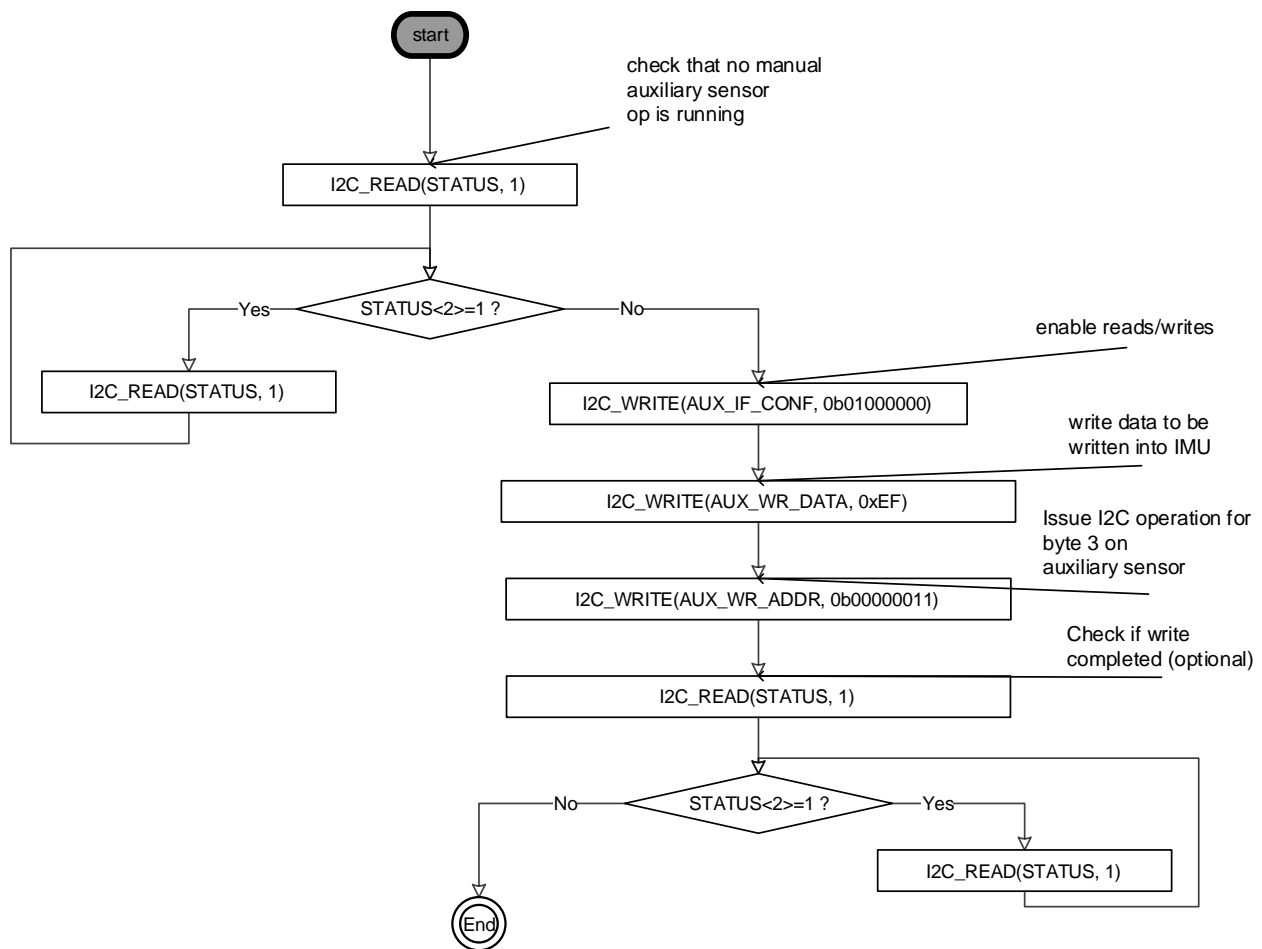 start
check that no manual
auxiliary sensor
op is running
I2C_READ(STATUS, 1)
STATUS<2>=1 ?
Yes
No
I2C_READ(STATUS, 1)
enable reads/writes
I2C_WRITE(AUX_IF_CONF, 0b01000000)
write data to be
written into IMU
I2C_WRITE(AUX_WR_DATA, 0xEF)
Issue I2C operation for
byte 3 on
auxiliary sensor
I2C_WRITE(AUX_WR_ADDR, 0b00000011)
Check if write
completed (optional)
I2C_READ(STATUS, 1)
No
STATUS<2>=1 ?
Yes
I2C_READ(STATUS, 1)
End